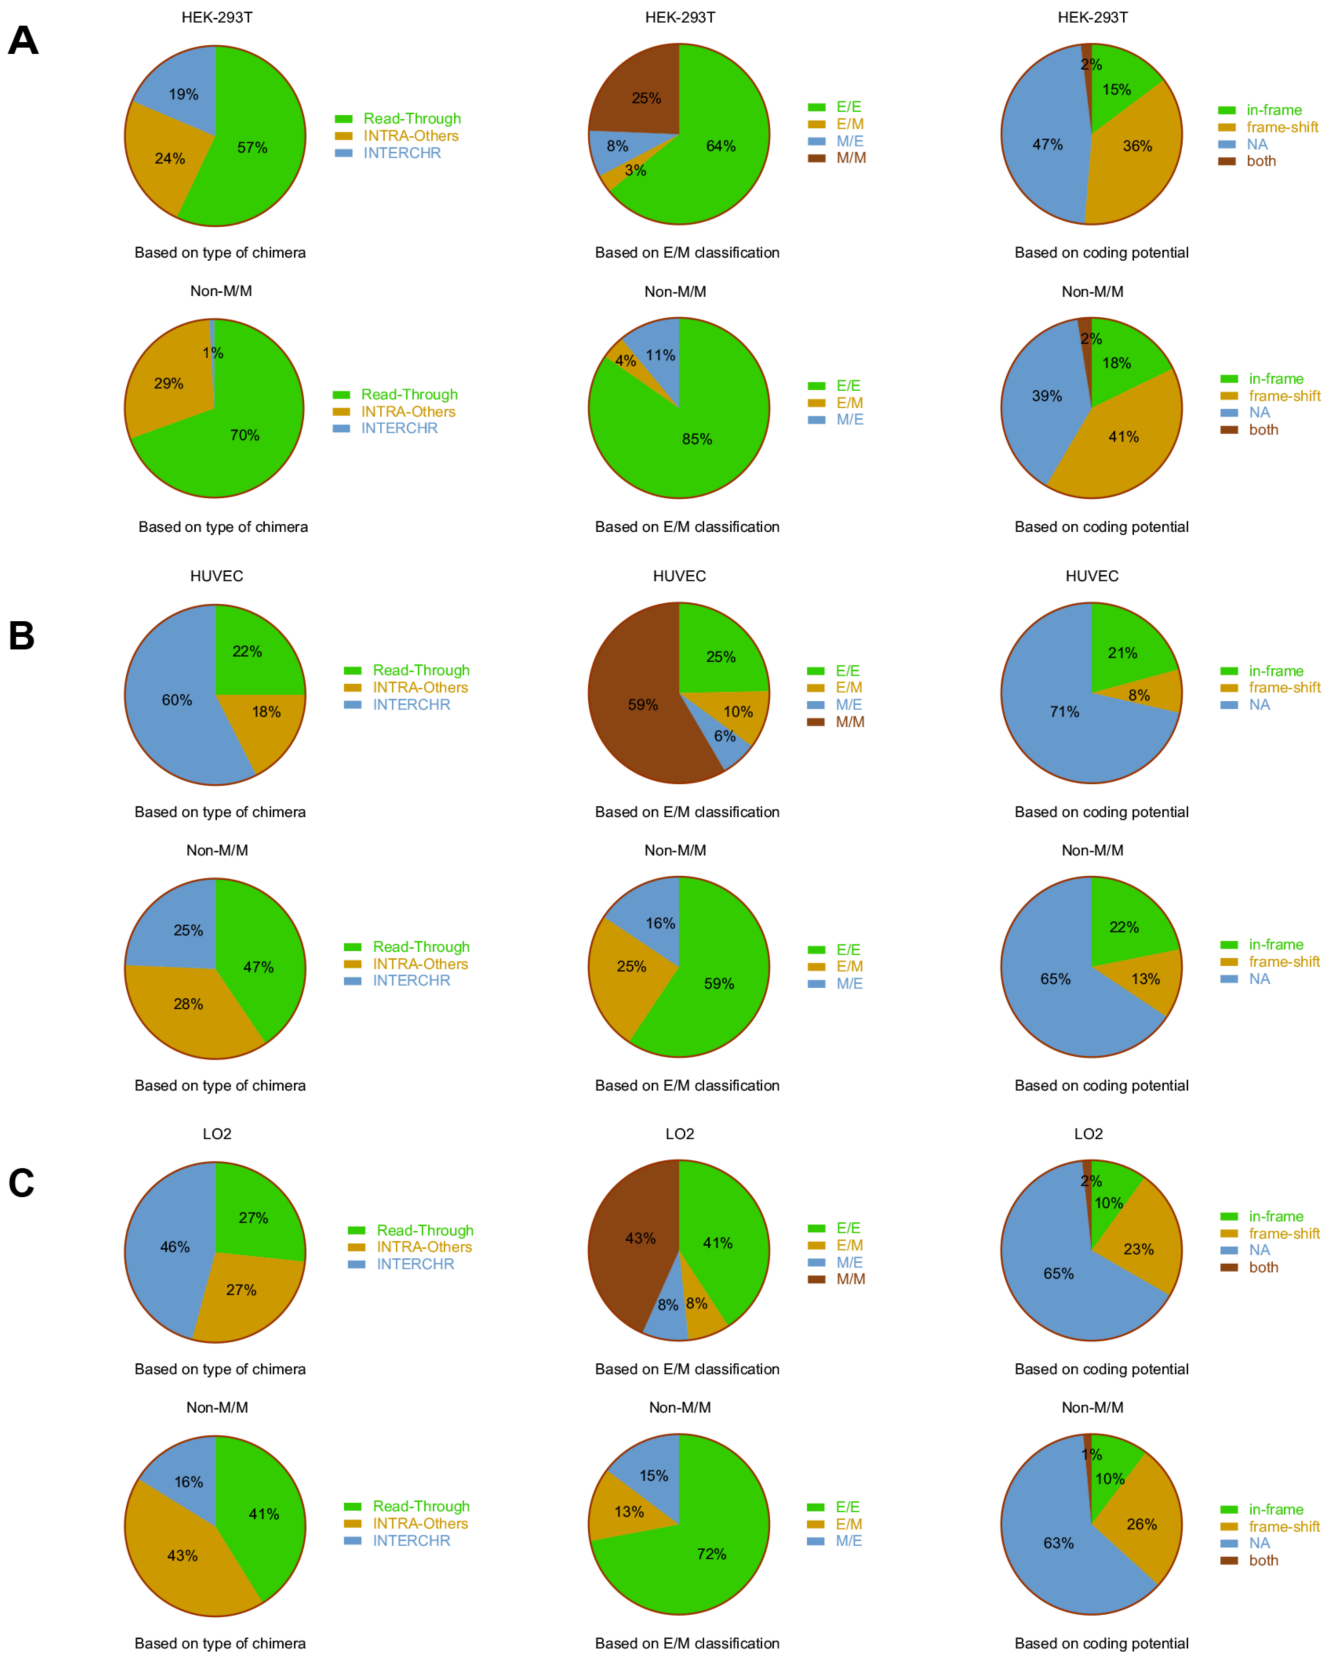 A
HEK-293T
19%
24%
57%
Read-Through
INTRA-Others
INTERCHR
Based on type of chimera
HEK-293T
25%
8%
3%
64%
E/E
E/M
M/E
M/M
Based on E/M classification
HEK-293T
2%
15%
47%
36%
in-frame
frame-shift
NA
both
Based on coding potential
Non-M/M
1%
29%
70%
Read-Through
INTRA-Others
INTERCHR
Based on type of chimera
Non-M/M
4%
11%
85%
E/E
E/M
M/E
Based on E/M classification
Non-M/M
2%
18%
39%
41%
in-frame
frame-shift
NA
both
Based on coding potential
B
HUVEC
22%
60%
18%
Read-Through
INTRA-Others
INTERCHR
Based on type of chimera
HUVEC
25%
59%
10%
6%
E/E
E/M
M/E
M/M
Based on E/M classification
HUVEC
21%
8%
71%
in-frame
frame-shift
NA
Based on coding potential
Non-M/M
25%
47%
28%
Read-Through
INTRA-Others
INTERCHR
Based on type of chimera
Non-M/M
16%
25%
59%
E/E
E/M
M/E
Based on E/M classification
Non-M/M
22%
65%
13%
in-frame
frame-shift
NA
Based on coding potential
C
LO2
27%
46%
27%
Read-Through
INTRA-Others
INTERCHR
Based on type of chimera
LO2
43%
41%
8%
8%
E/E
E/M
M/E
M/M
Based on E/M classification
LO2
2%
10%
23%
65%
in-frame
frame-shift
NA
both
Based on coding potential
Non-M/M
16%
41%
43%
Read-Through
INTRA-Others
INTERCHR
Based on type of chimera
Non-M/M
15%
13%
72%
E/E
E/M
M/E
Based on E/M classification
Non-M/M
1%
10%
26%
63%
in-frame
frame-shift
NA
both
Based on coding potential